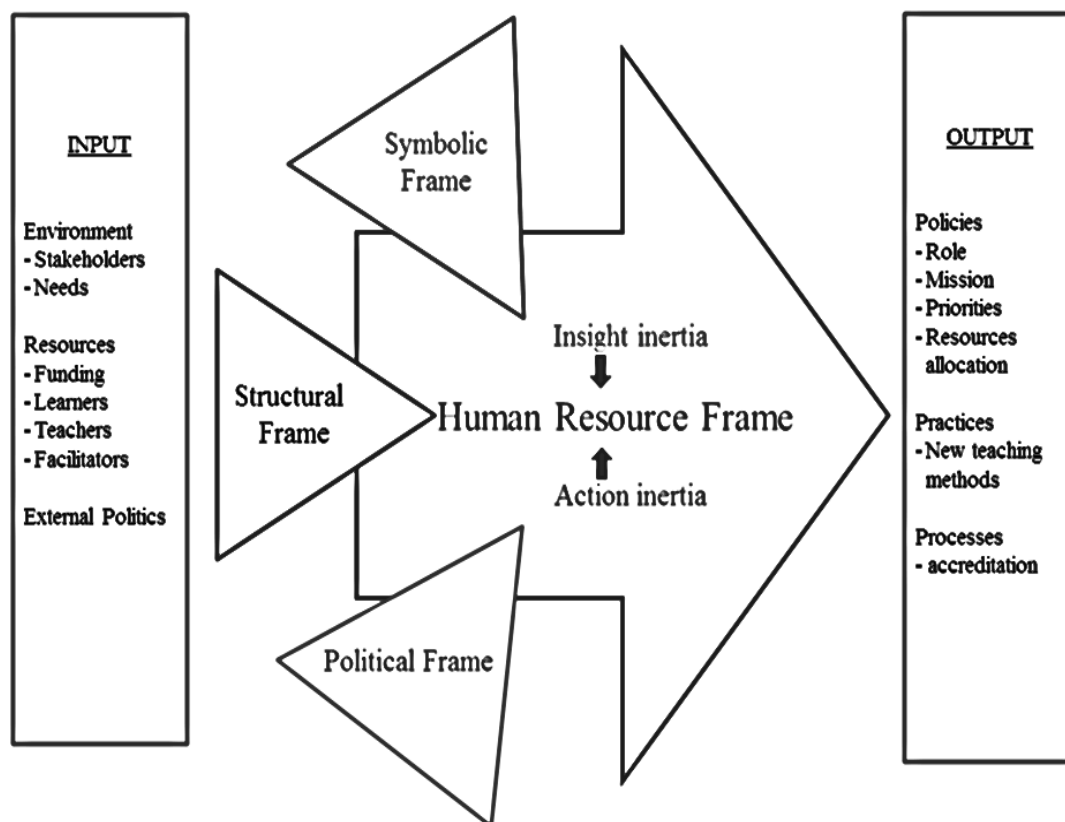 INPUT
Environment
- Stakeholders
- Needs
Resources
- Funding
- Learners
- Teachers
- Facilitators
External Politics
Symbolic
Frame
Structural
Frame
Political Frame
Insight inertia
Human Resource Frame
Action inertia
OUTPUT
Policies
- Role
- Mission
- Priorities
- Resources
allocation
Practices
- New teaching
methods
Processes
- accreditation